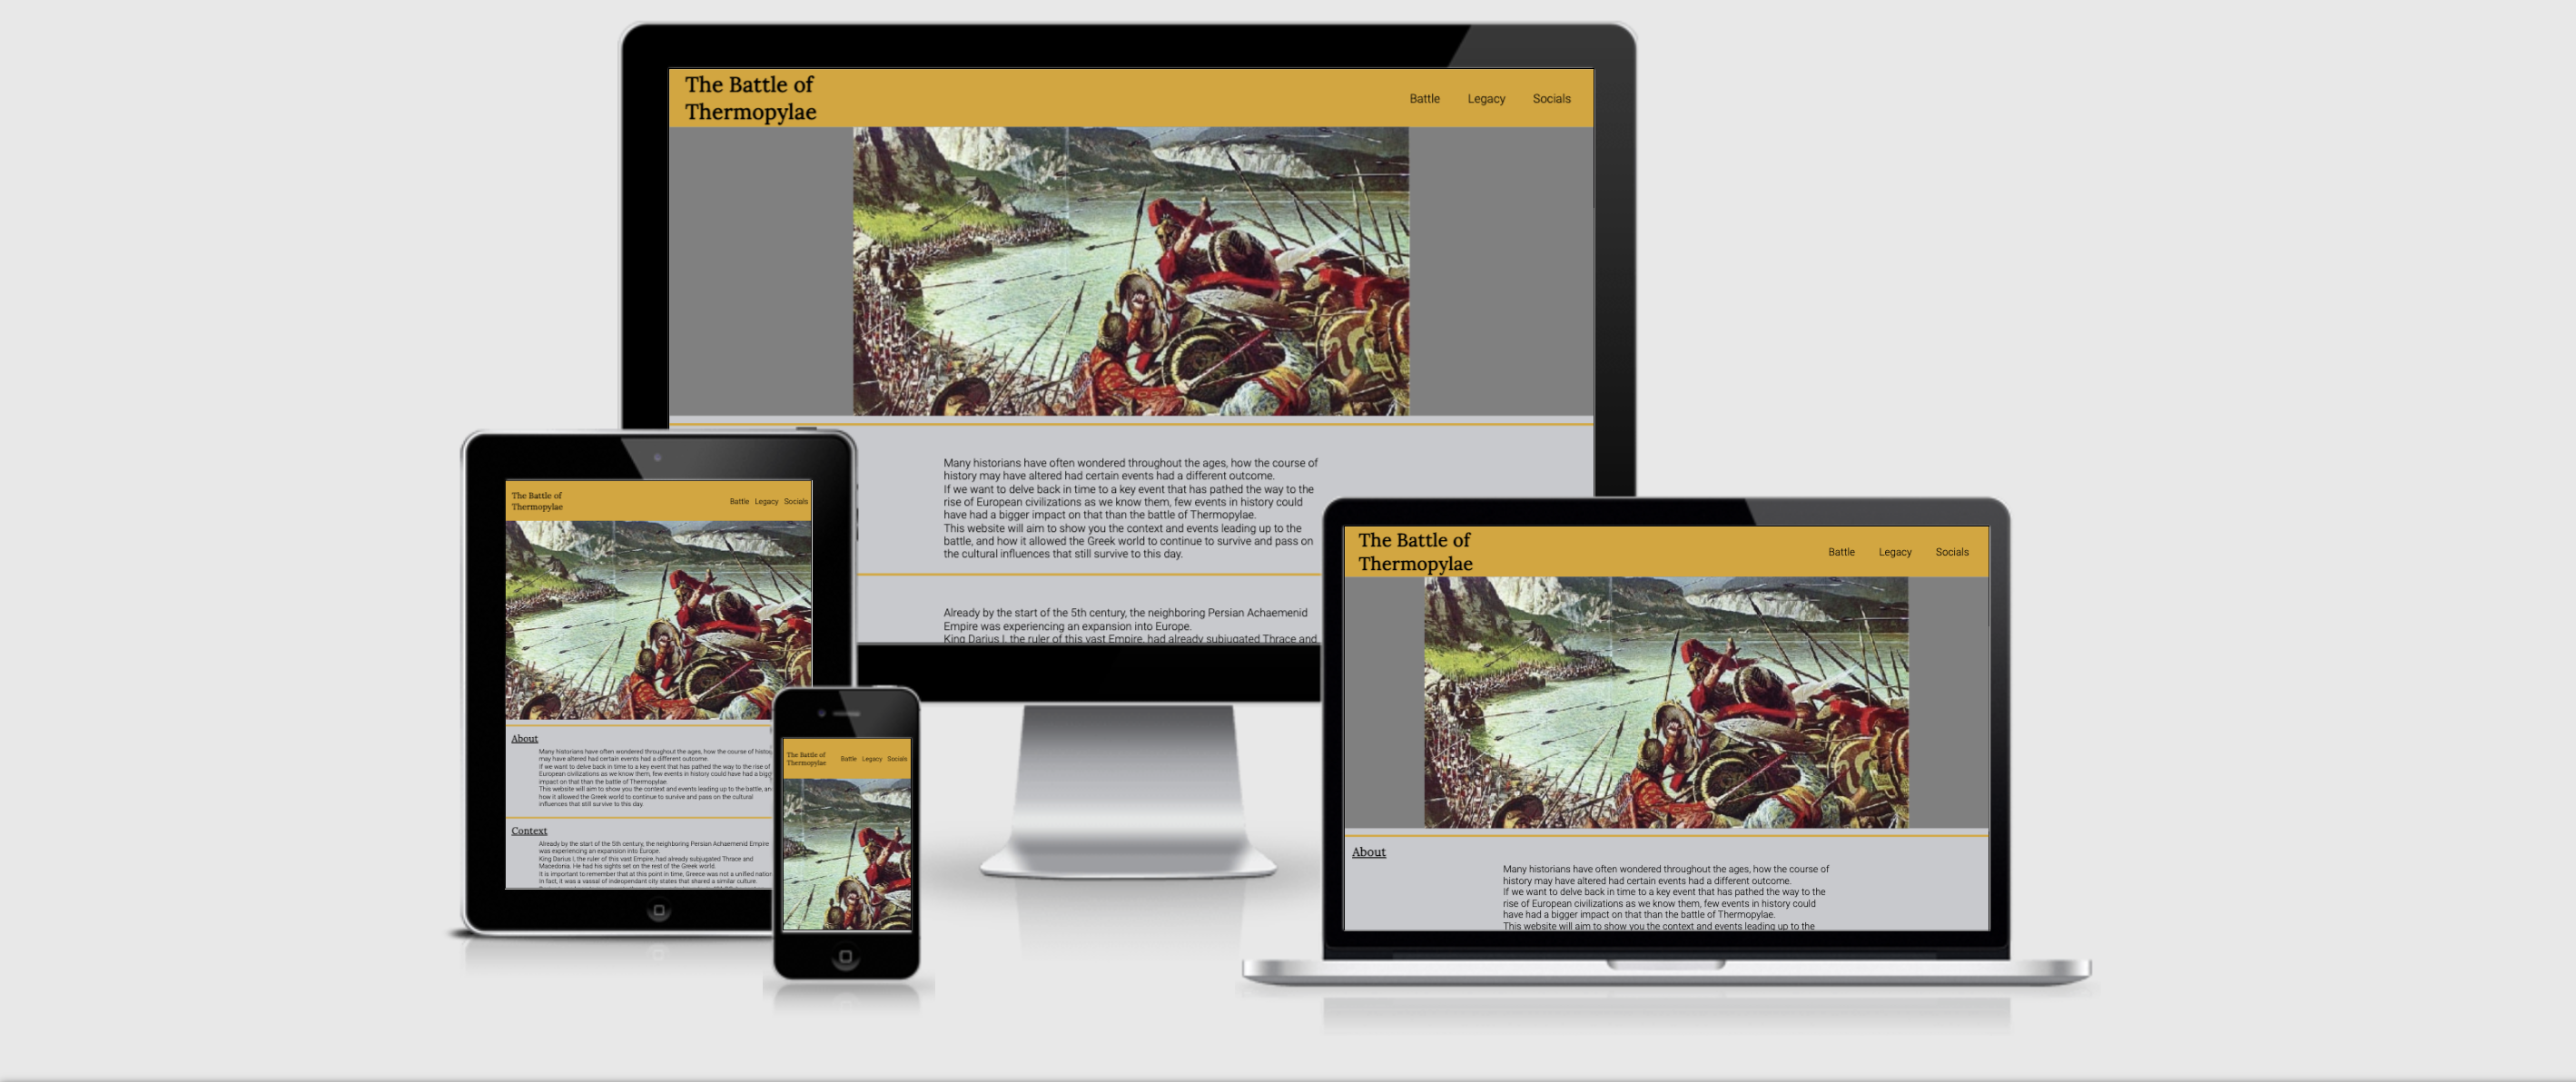 The Battle of
Thermopylae
Battle Legacy Socials
Many historians have often wondered throughout the ages, how the course of
history may have altered had certain events had a different outcome.
If we want to delve back in time to a key event that has pathed the way to the
rise of European civilizations as we know them, few events in history could
have had a bigger impact on that than the battle of Thermopylae.
This website will aim to show you the context and events leading up to the
battle, and how it allowed the Greek world to continue to survive and pass on
the cultural influences that still survive to this day.
Already by the start of the 5th century, the neighboring Persian Achaemenid
Empire was experiencing an expansion into Europe.
King Darius I, the ruler of this vast Empire, had already subjugated Thrace and
The Battle of
Thermopylae
Battle Legacy Socials
About
Many historians have often wondered throughout the ages, how the course of
may have altered had certain events had a different outcome.
If we want to delve back in time to a key event that has pathed the way to the rise of
European civilizations as we know them, few events in history could have had a
impact on that than the battle of Thermopylae.
This website will aim to show you the context and events leading up to the battle,
how it allowed the Greek world to continue to survive and pass on the cultural
influences that still survive to this day.
Context
Already by the start of the 5th century, the neighboring Persian Achaemenid Empire
was experiencing an expansion into Europe.
King Darius I, the ruler of this vast Empire, had already subjugated Thrace and
Macedonia. He had his sights set on the rest of the Greek world.
It is important to remember that at this point in time, Greece was not a unified
In fact, it was a vassal of independant city states that shared a similar culture.
The Battle of
Thermopylae
Battle Legacy Socials
The Battle of
Thermopylae
Battle Legacy Socials
About
Many historians have often wondered throughout the ages, how the course of
history may have altered had certain events had a different outcome.
If we want to delve back in time to a key event that has pathed the way to the
rise of European civilizations as we know them, few events in history could
have had a bigger impact on that than the battle of Thermopylae.
This website will aim to show you the context and events leading up to the